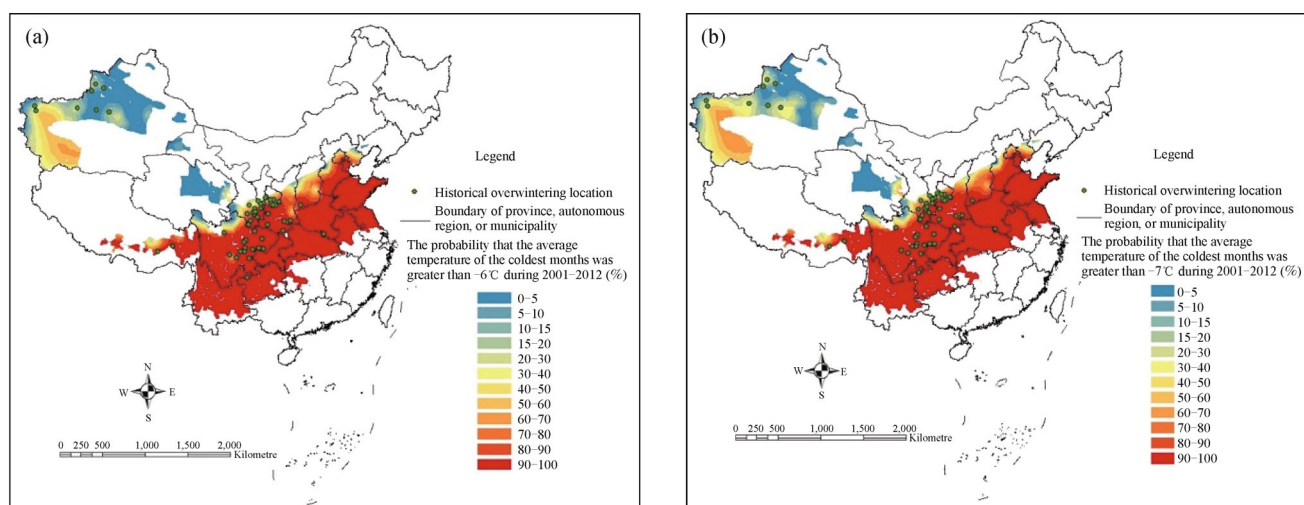 (a)
Legend
Historical overwintering location
Boundary of province, autonomous
region, or municipality
The probability that the average
temperature of the coldest months was
greater than −6℃ during 2001–2012 (%)
0–5
5–10
10–15
15–20
20–30
30–40
40–50
50–60
60–70
70–80
80–90
90–100
N
W E
S
0 250 500 1,000 1,500 2,000
Kilometre
(b)
Legend
Historical overwintering location
Boundary of province, autonomous
region, or municipality
The probability that the average
temperature of the coldest months was
greater than −7℃ during 2001–2012 (%)
0–5
5–10
10–15
15–20
20–30
30–40
40–50
50–60
60–70
70–80
80–90
90–100
N
W E
S
0 250 500 1,000 1,500 2,000
Kilometre